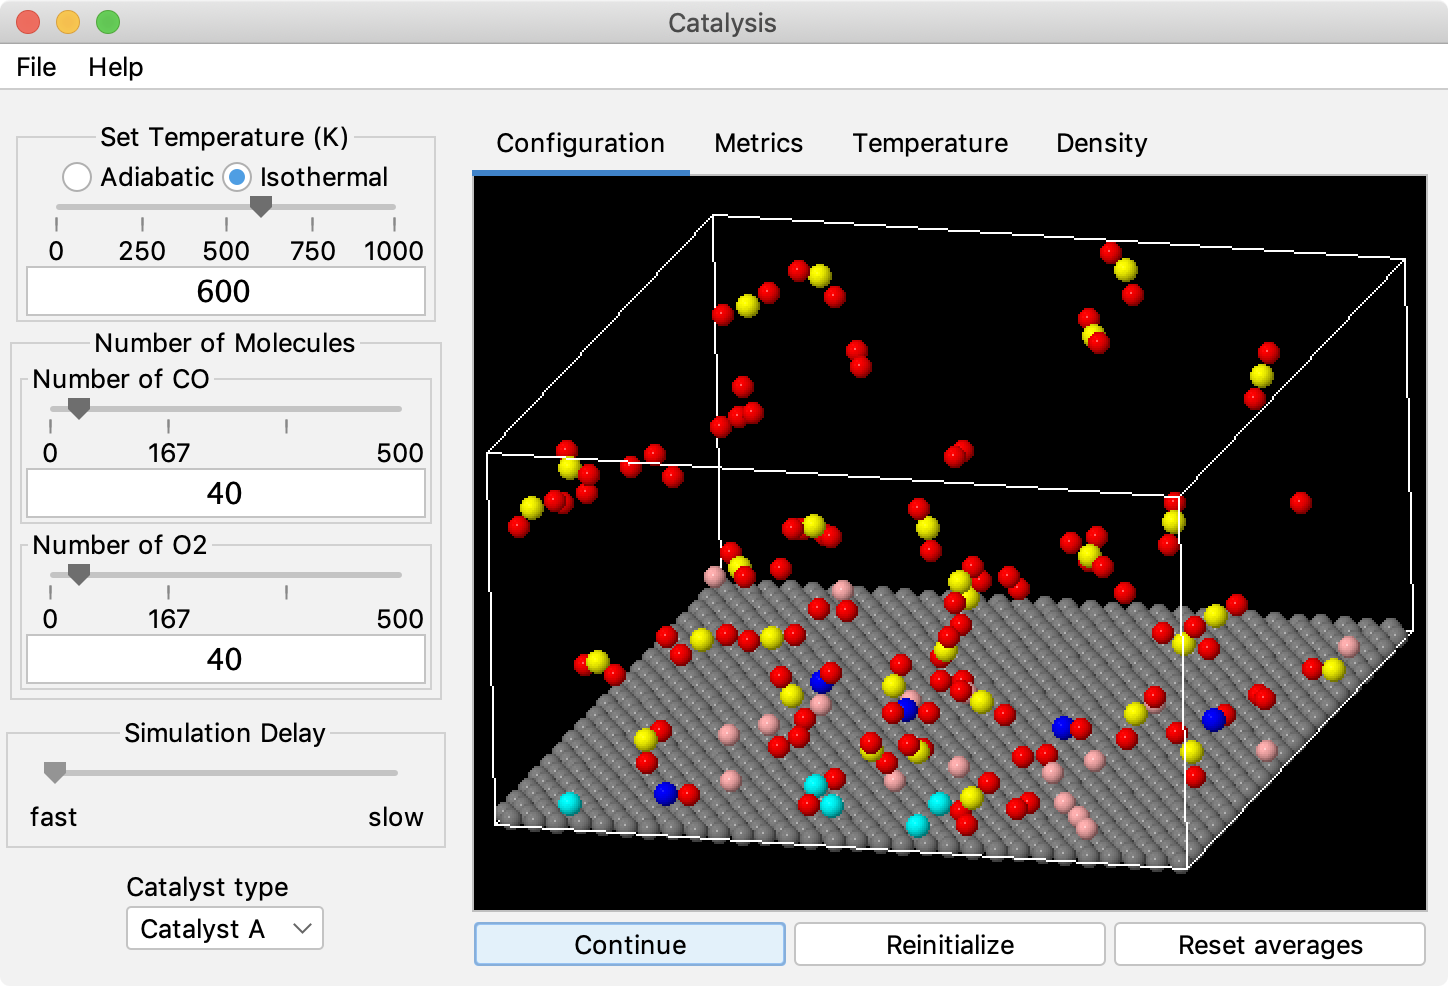 Catalysis
File Help
Set Temperature (K)
Adiabatic Isothermal
0 250 500 750 1000
600
Number of Molecules
Number of CO
0 167 500
40
Number of O2
0 167 500
40
Simulation Delay
fast slow
Catalyst type
Catalyst A
Configuration Metrics Temperature Density
Continue Reinitialize Reset averages